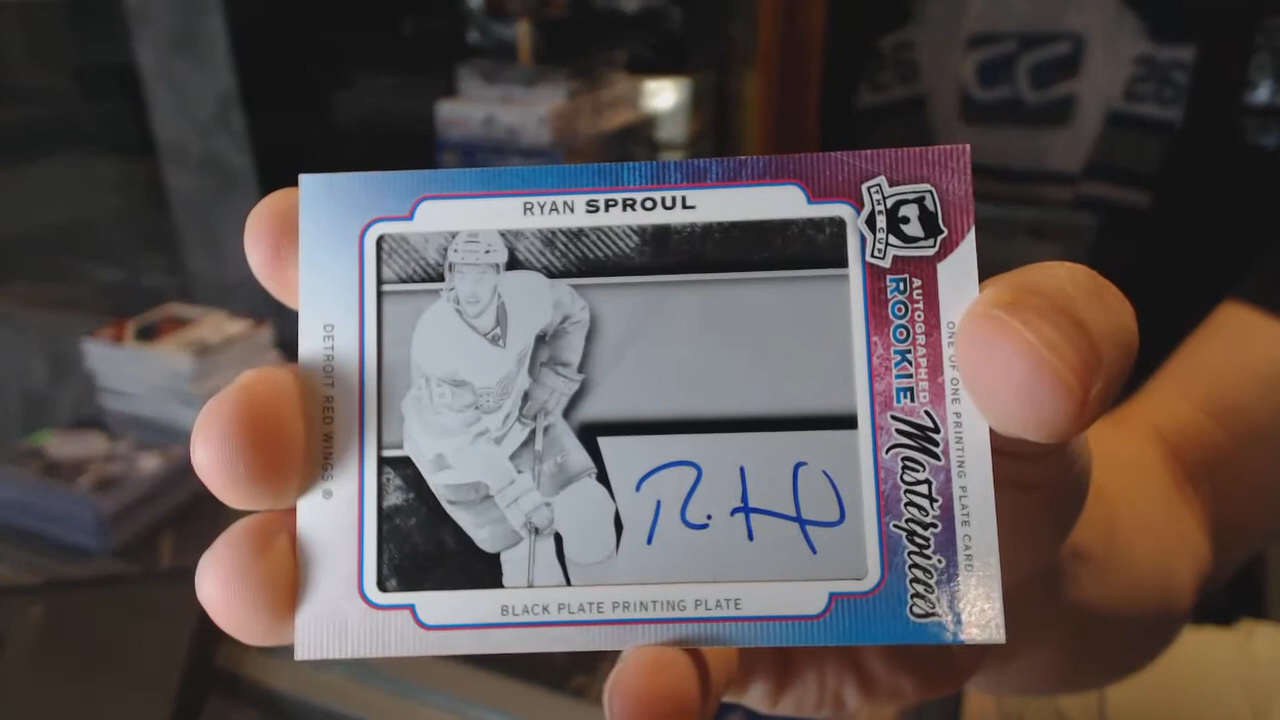 RYAN SPROUL
THE CUP
AUTOGRAPHED
ROOKIE
Masterpieces
ONE OF ONE PRINTING PLATE CARD
DETROIT RED WINGS ®
BLACK PLATE PRINTING PLATE